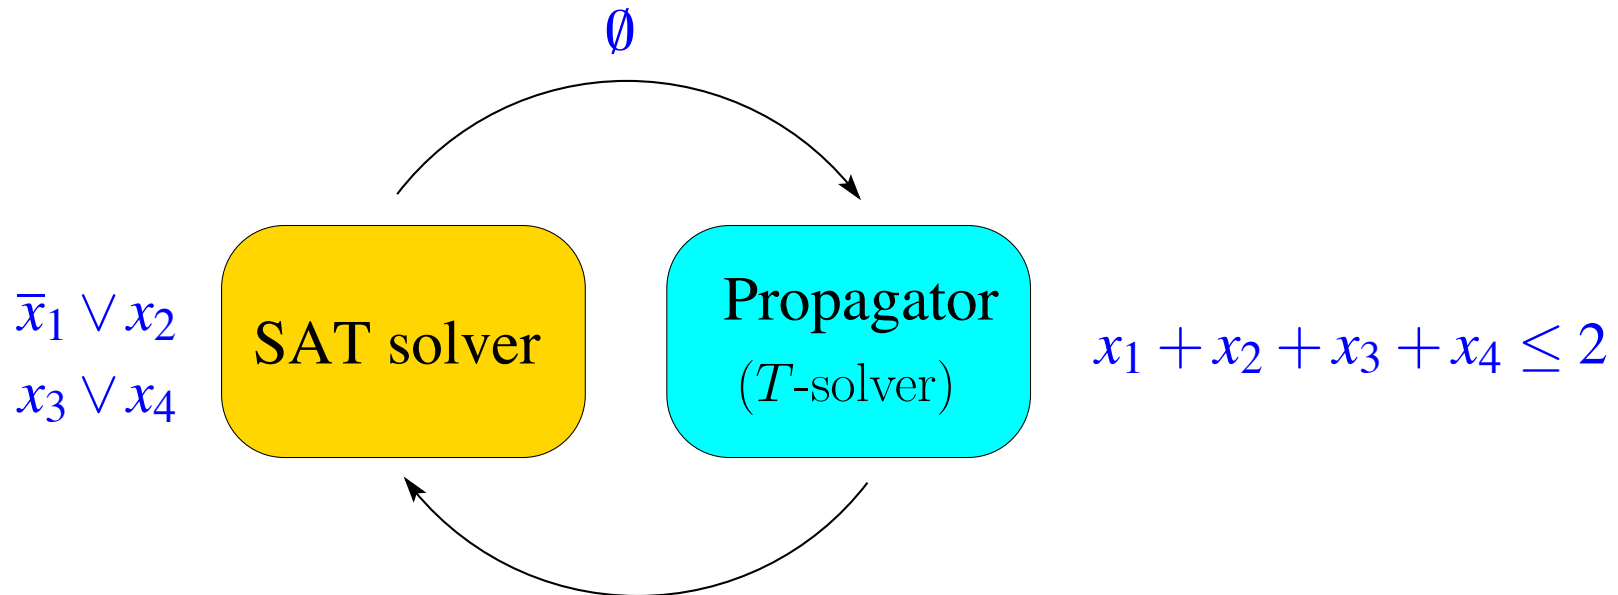 ∅
x̅₁ ∨ x₂
x₃ ∨ x₄
SAT solver
Propagator
(T-solver)
x₁ + x₂ + x₃ + x₄ ≤ 2